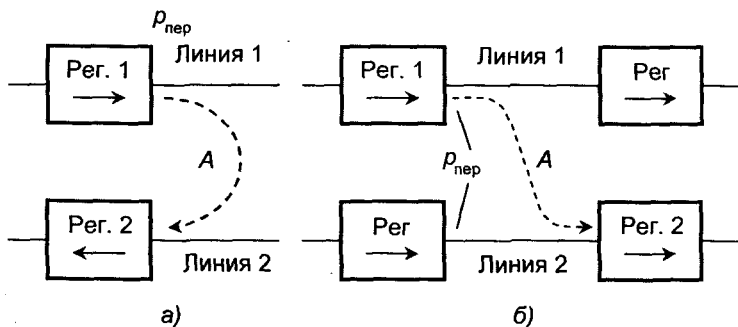 pпер
Рег. 1 Линия 1
A
Рег. 2
Линия 2
а)
Рег. 1 Линия 1 Рег
pпер A
Рег Линия 2 Рег. 2
б)